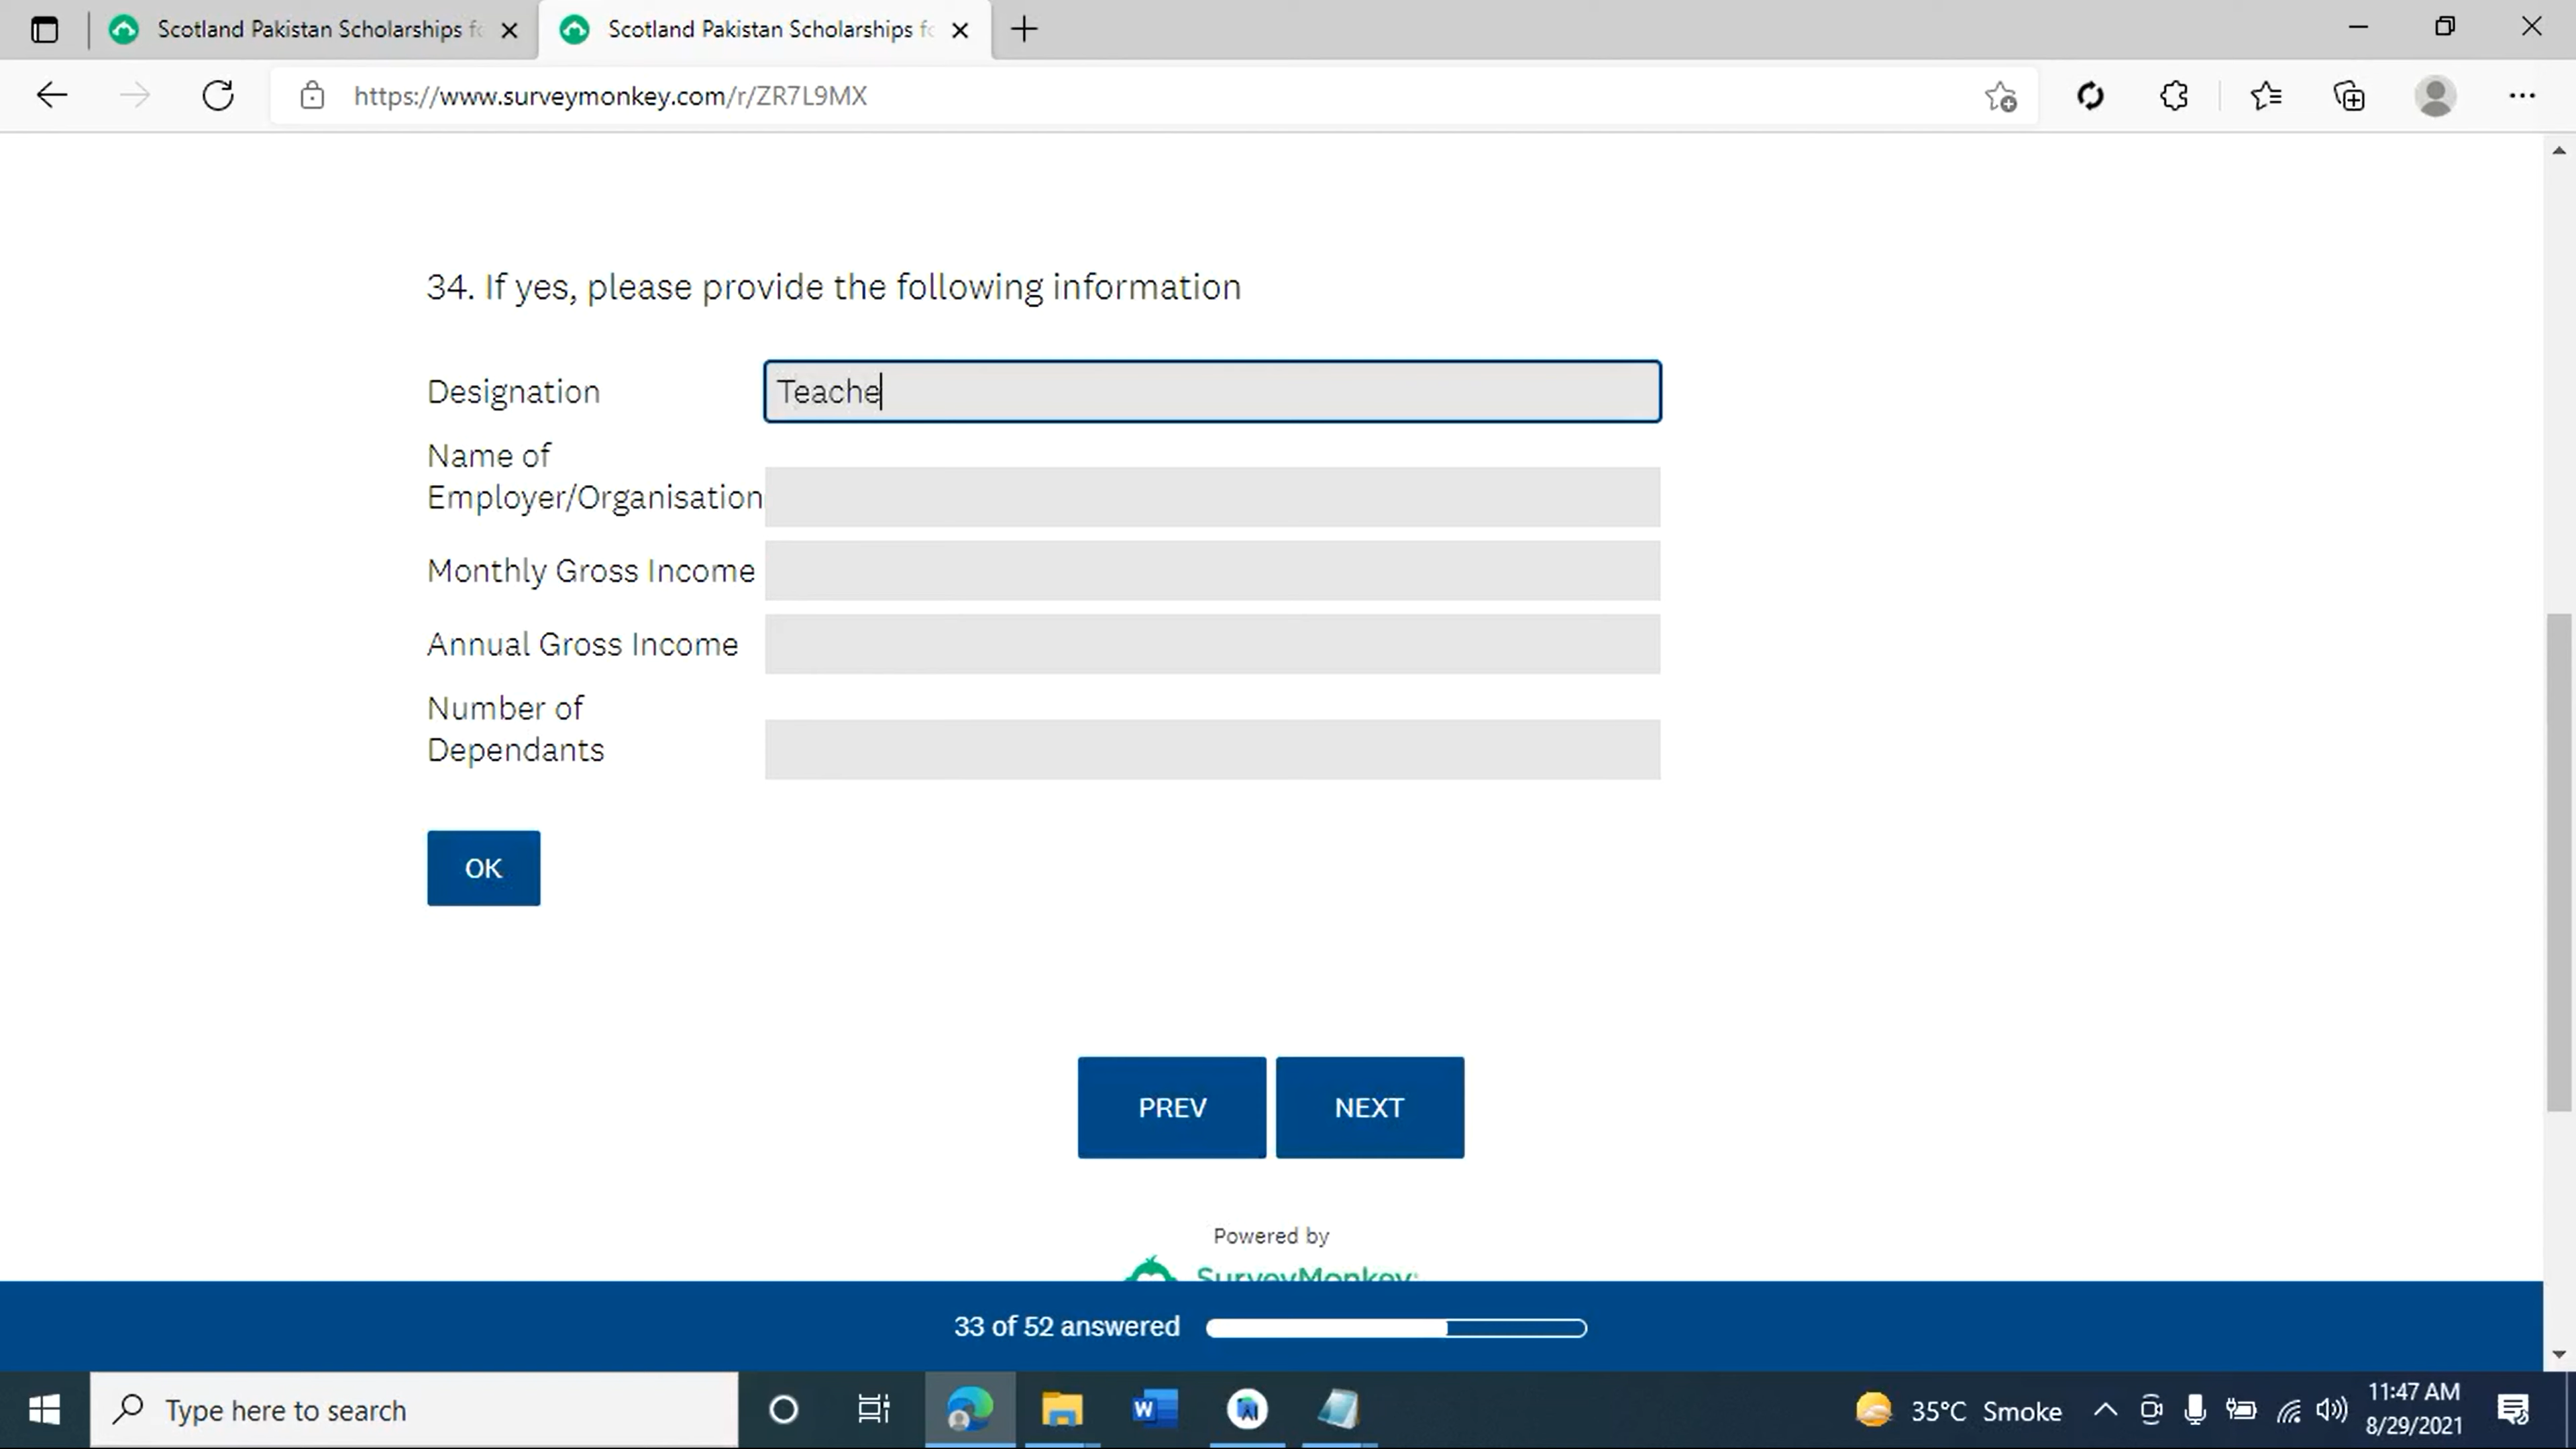 Scotland Pakistan Scholarships fo
Scotland Pakistan Scholarships fo
https://www.surveymonkey.com/r/ZR7L9MX
34. If yes, please provide the following information
Designation
Teache
Name of
Employer/Organisation
Monthly Gross Income
Annual Gross Income
Number of
Dependants
OK
PREV
NEXT
Powered by
SurveyMonkey
33 of 52 answered
Type here to search
35°C Smoke
11:47 AM
8/29/2021